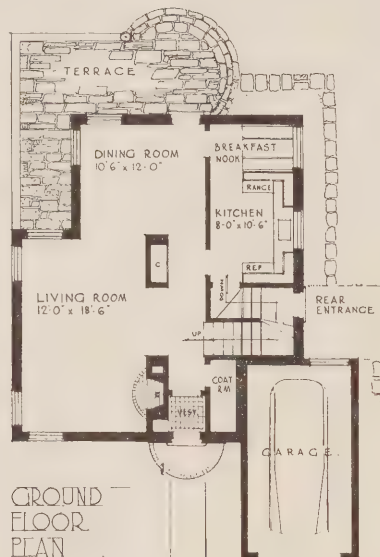 TERRACE
DINING ROOM
10'6" x 12'-0"
BREAKFAST
NOOK
RANGE
KITCHEN
8'-0" x 10'-6"
C
REF
DOWN
LIVING ROOM
12'-0" x 18'-6"
REAR
ENTRANCE
UP
COAT
RM
VEST.
GARAGE
GROUND
FLOOR
PLAN